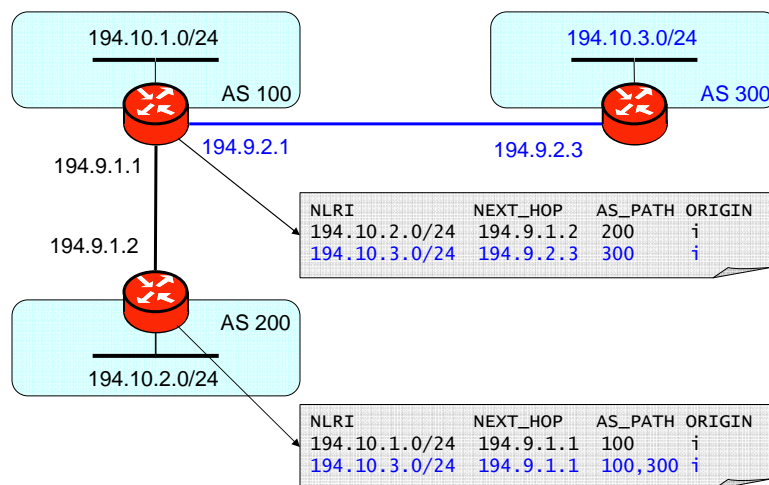 194.10.1.0/24
194.10.3.0/24
AS 100
AS 300
194.9.2.1
194.9.2.3
194.9.1.1
NLRI NEXT_HOP AS_PATH ORIGIN
194.10.2.0/24 194.9.1.2 200 i
194.10.3.0/24 194.9.2.3 300 i
194.9.1.2
AS 200
194.10.2.0/24
NLRI NEXT_HOP AS_PATH ORIGIN
194.10.1.0/24 194.9.1.1 100 i
194.10.3.0/24 194.9.1.1 100,300 i